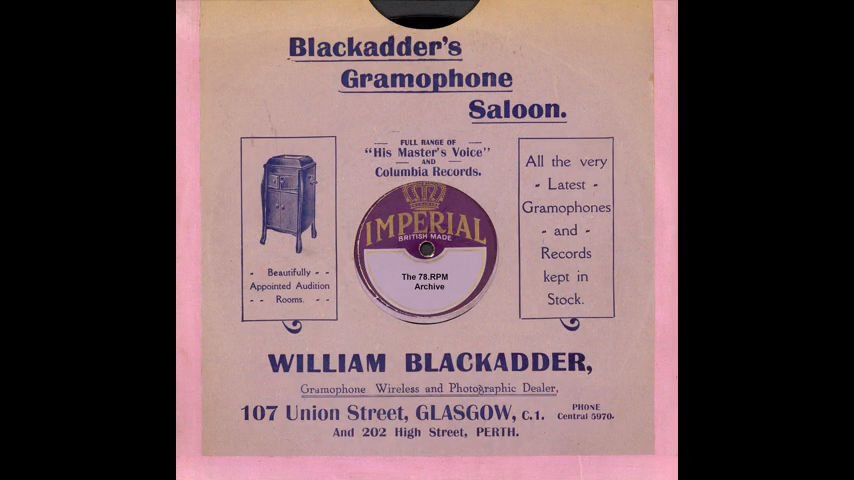 Blackadder's
Gramophone
Saloon.
FULL RANGE OF
"His Master's Voice"
AND
Columbia Records.
All the very
- Latest -
Gramophones
- and -
Records
kept in
Stock.
- Beautifully - -
Appointed Audition
- - Rooms. - -
IMPERIAL
BRITISH MADE
The 78.RPM
Archive
WILLIAM BLACKADDER,
Gramophone Wireless and Photographic Dealer,
107 Union Street, GLASGOW, C.1.
PHONE
Central 5970.
And 202 High Street, PERTH.